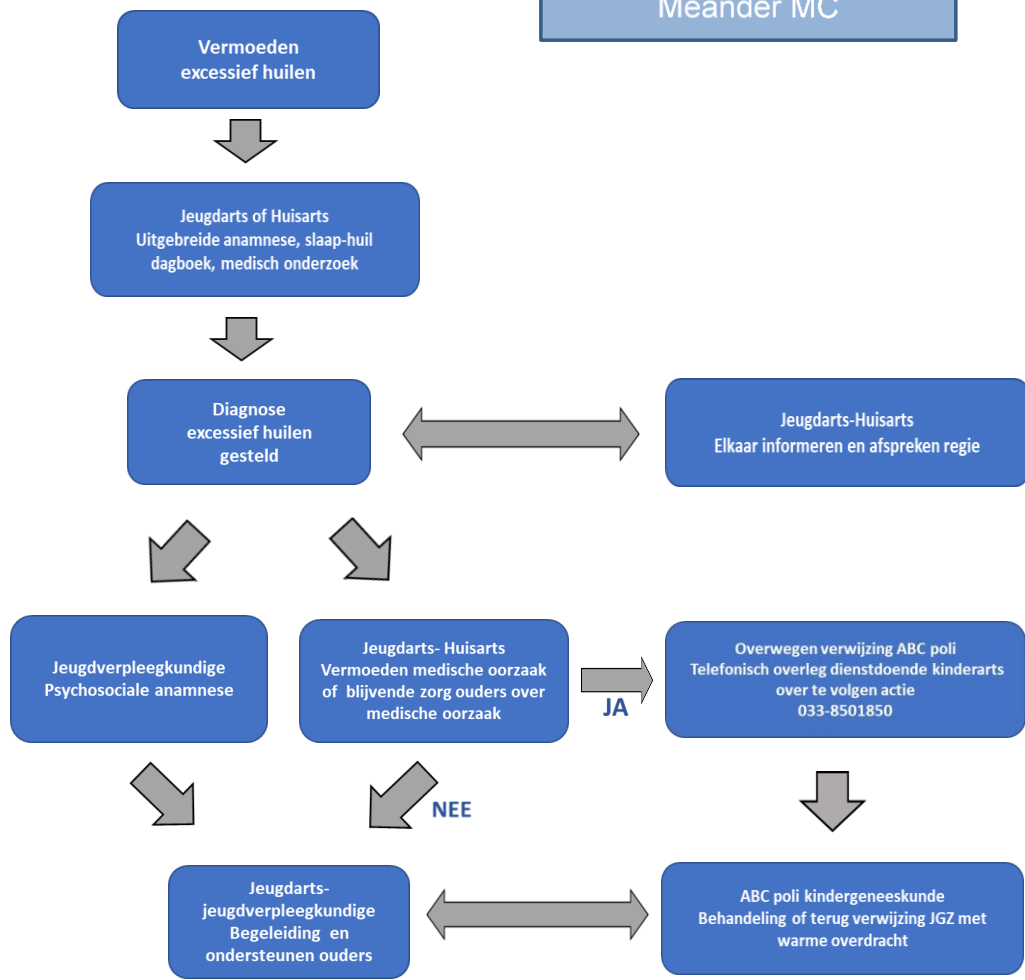 Meander MC
Vermoeden
excessief huilen
Jeugdarts of Huisarts
Uitgebreide anamnese, slaap-huil
dagboek, medisch onderzoek
Diagnose
excessief huilen
gesteld
Jeugdarts-Huisarts
Elkaar informeren en afspreken regie
Jeugdverpleegkundige
Psychosociale anamnese
Jeugdarts- Huisarts
Vermoeden medische oorzaak
of blijvende zorg ouders over
medische oorzaak
JA
Overwegen verwijzing ABC poli
Telefonisch overleg dienstdoende kinderarts
over te volgen actie
033-8501850
NEE
Jeugdarts-
jeugdverpleegkundige
Begeleiding en
ondersteunen ouders
ABC poli kindergeneeskunde
Behandeling of terug verwijzing JGZ met
warme overdracht